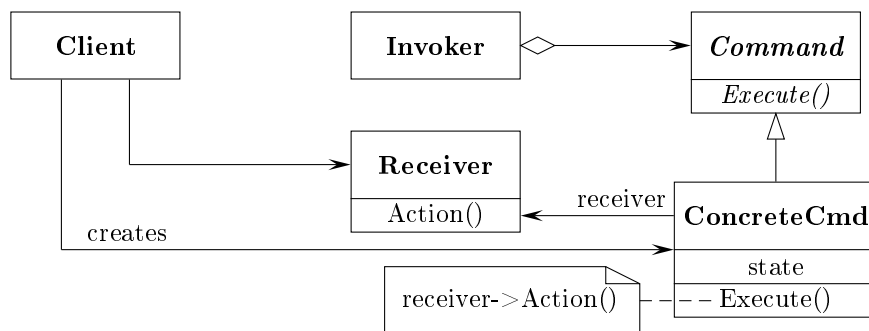 Client
Invoker
Command
Execute()
Receiver
Action()
receiver
ConcreteCmd
creates
state
receiver->Action()
Execute()